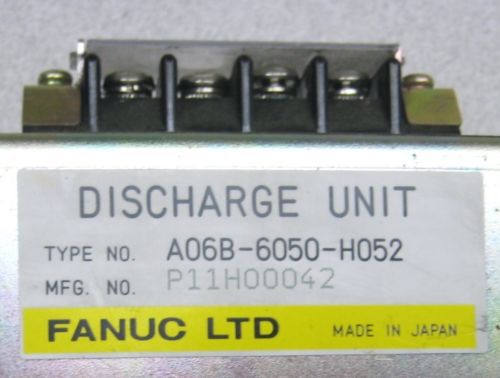 DISCHARGE UNIT
TYPE NO. A06B-6050-H052
MFG. NO. P11H00042
FANUC LTD MADE IN JAPAN